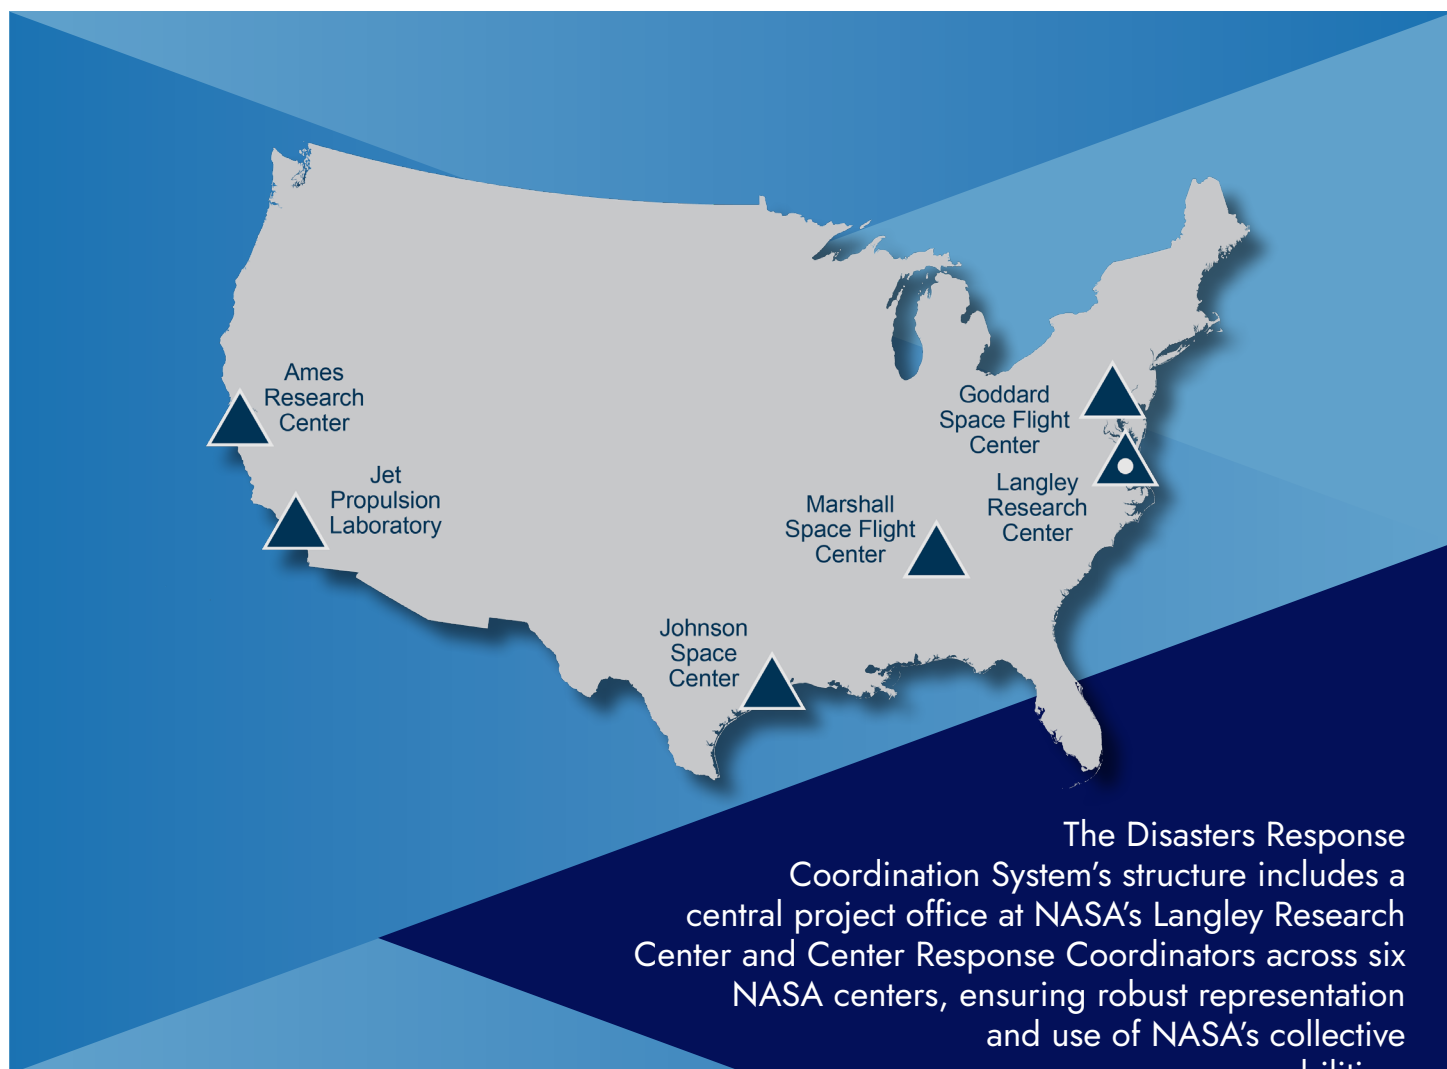 Ames
Research
Center
Jet
Propulsion
Laboratory
Goddard
Space Flight
Center
Langley
Research
Center
Marshall
Space Flight
Center
Johnson
Space
Center
The Disasters Response
Coordination System’s structure includes a
central project office at NASA’s Langley Research
Center and Center Response Coordinators across six
NASA centers, ensuring robust representation
and use of NASA’s collective